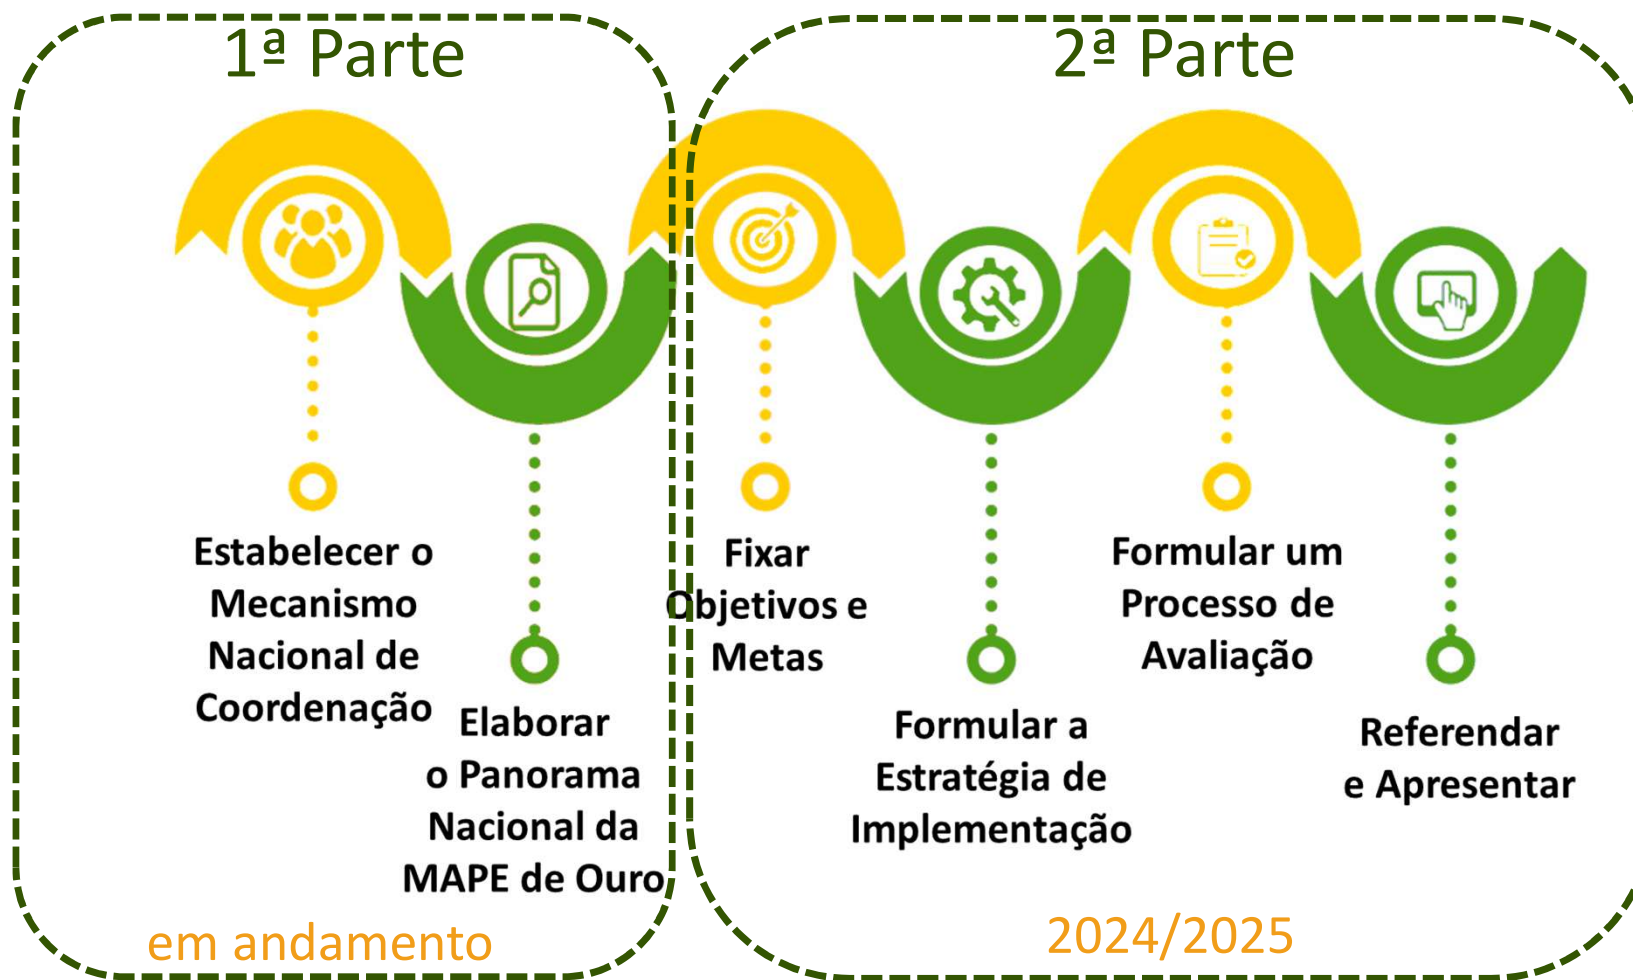 1ª Parte
Estabelecer o
Mecanismo
Nacional de
Coordenação
Elaborar
o Panorama
Nacional da
MAPE de Ouro
em andamento
2ª Parte
Fixar
Objetivos e
Metas
Formular a
Estratégia de
Implementação
Formular um
Processo de
Avaliação
Referendar
e Apresentar
2024/2025